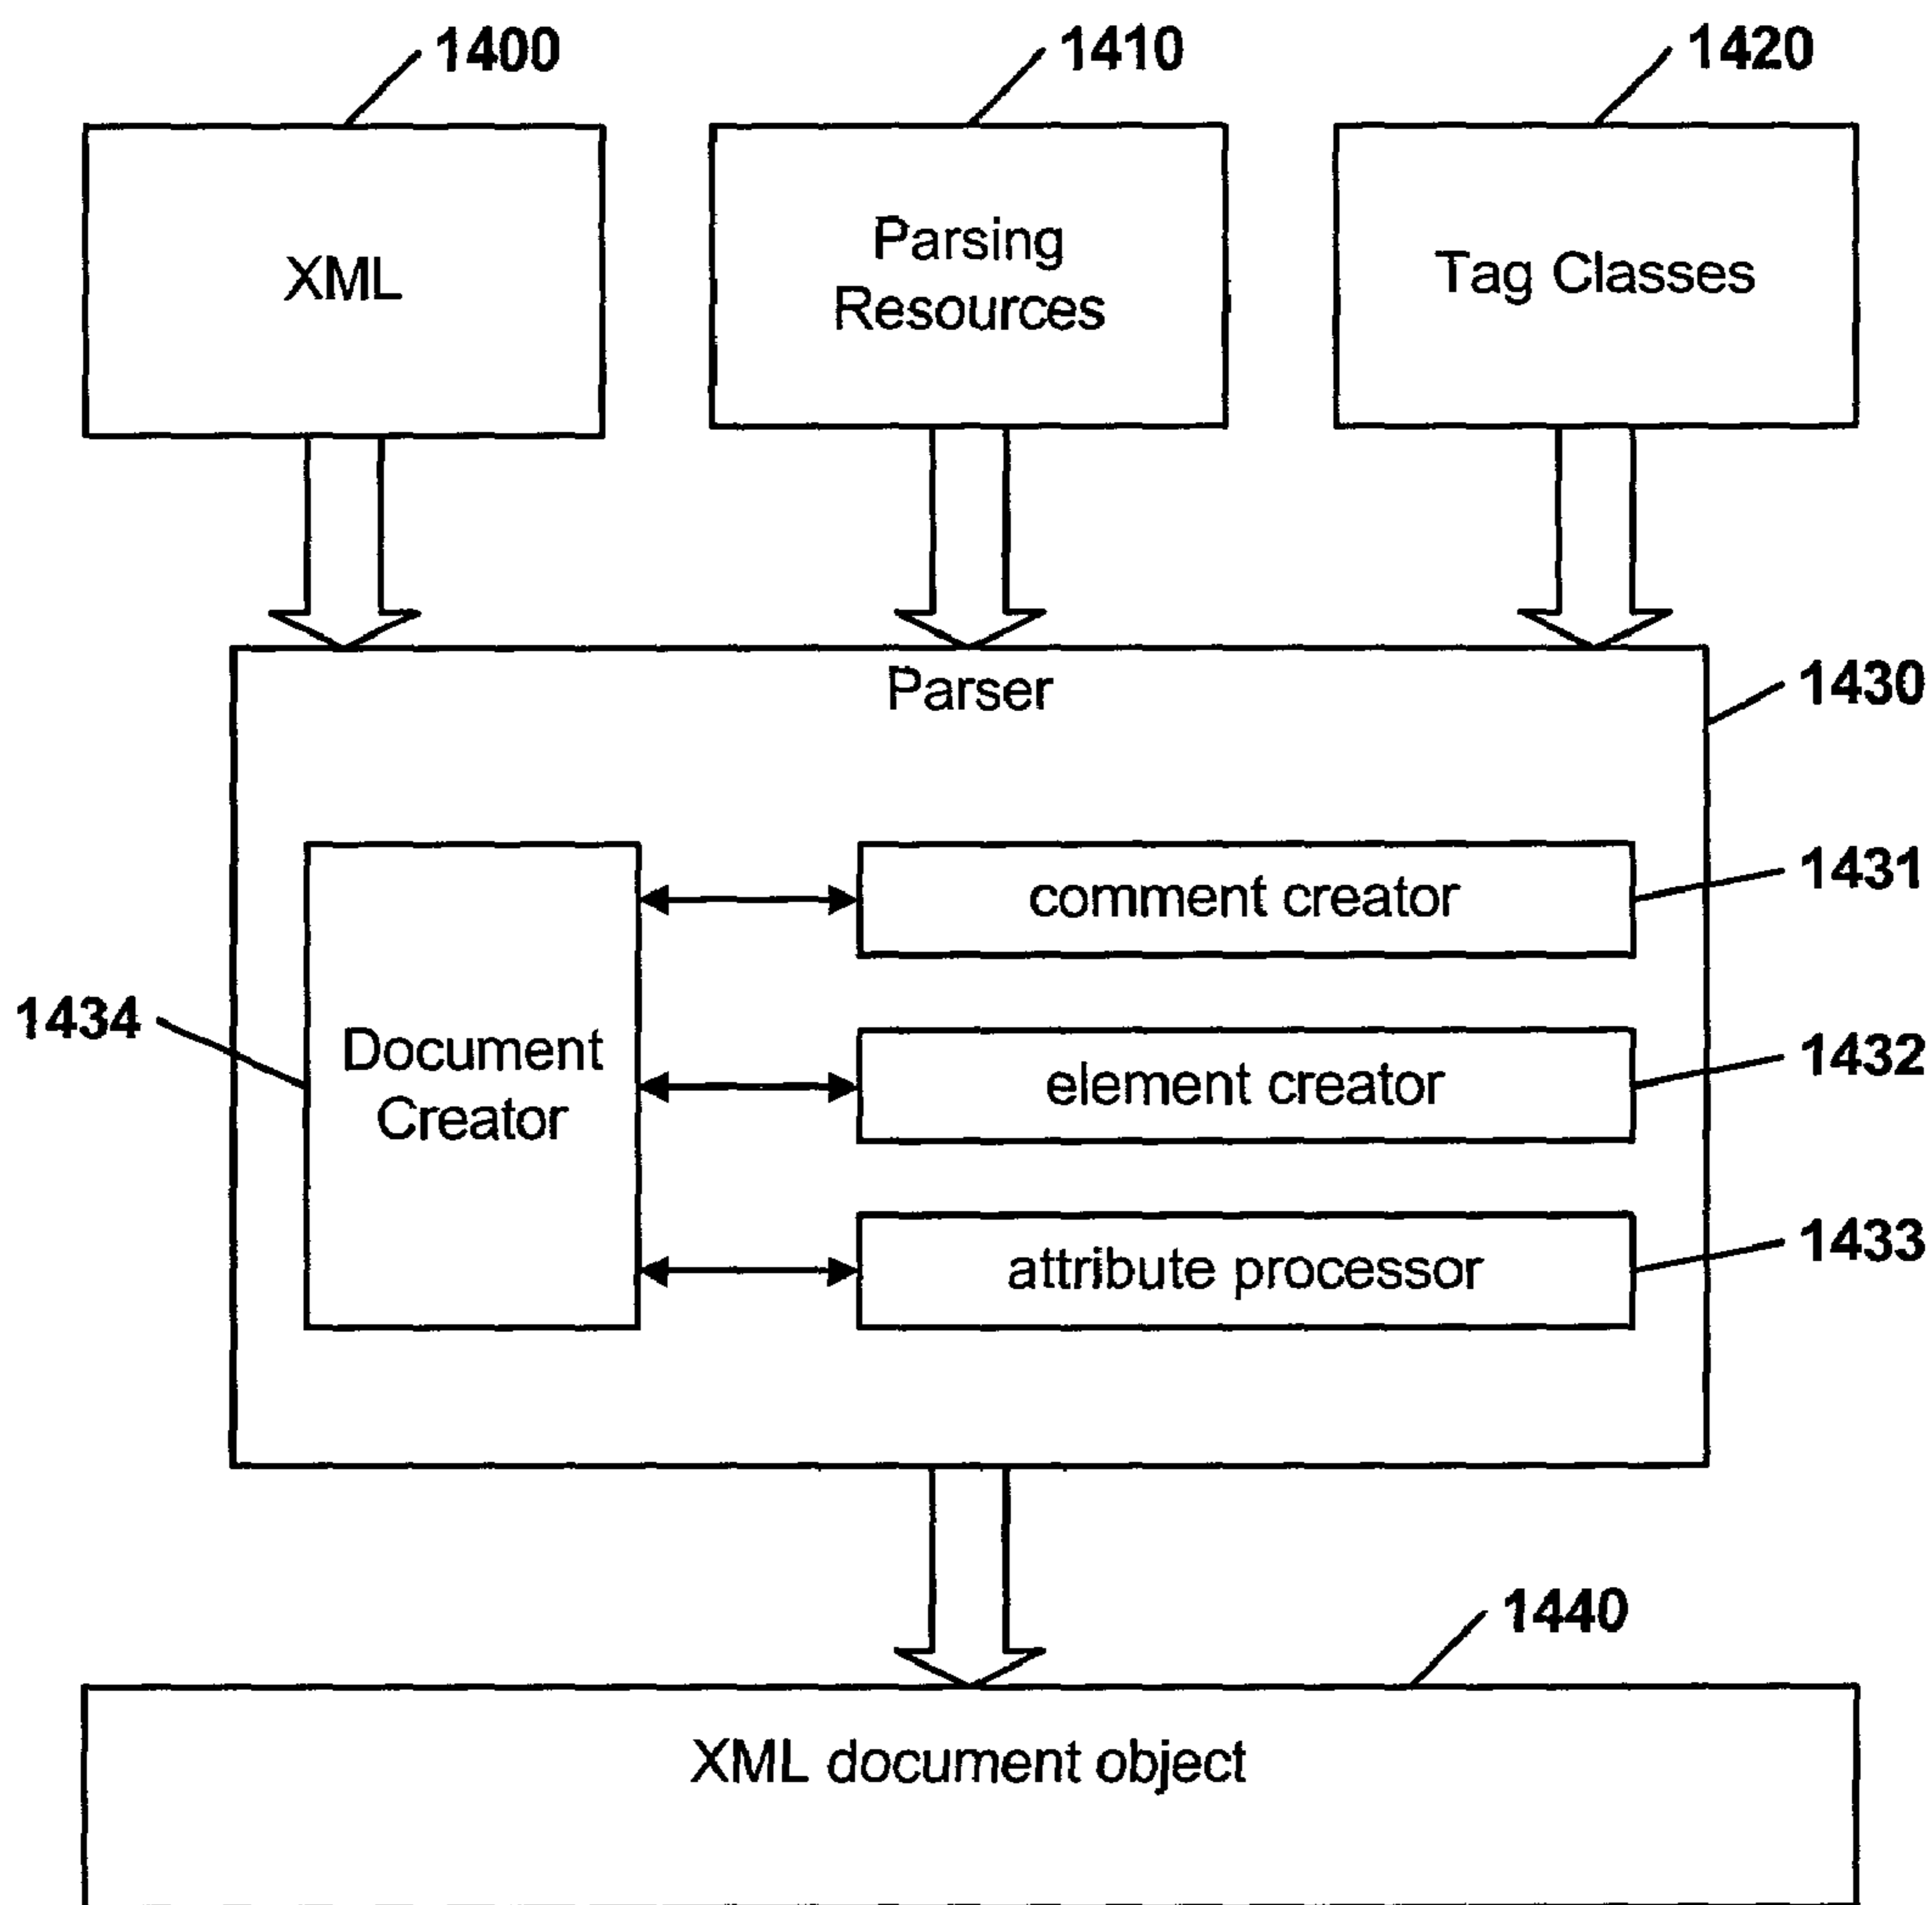 1400
1410
1420
XML
Parsing
Resources
Tag Classes
Parser
1430
comment creator
1431
1434
Document
Creator
element creator
1432
attribute processor
1433
1440
XML document object